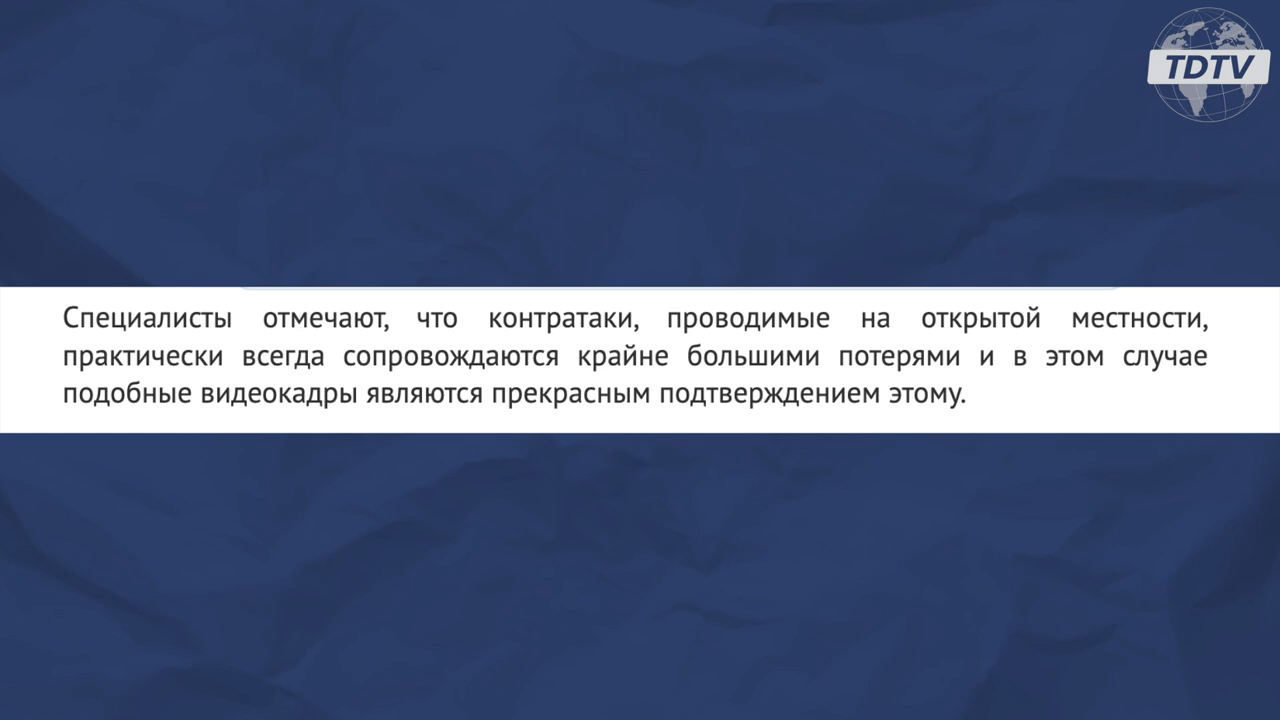 TDTV
Специалисты отмечают, что контратаки, проводимые на открытой местности,
практически всегда сопровождаются крайне большими потерями и в этом случае
подобные видеокадры являются прекрасным подтверждением этому.